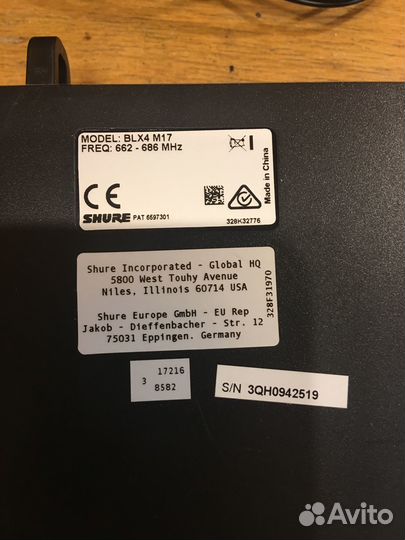 MODEL: BLX4 M17
FREQ: 662 - 686 MHz
CE
SHURE PAT 6597301
328K32776
Made in China
Shure Incorporated - Global HQ
5800 West Touhy Avenue
Niles, Illinois 60714 USA
Shure Europe GmbH - EU Rep
Jakob - Dieffenbacher - Str. 12
75031 Eppingen. Germany
328F31970
17216
3
8582
S/N 3QH0942519
Avito